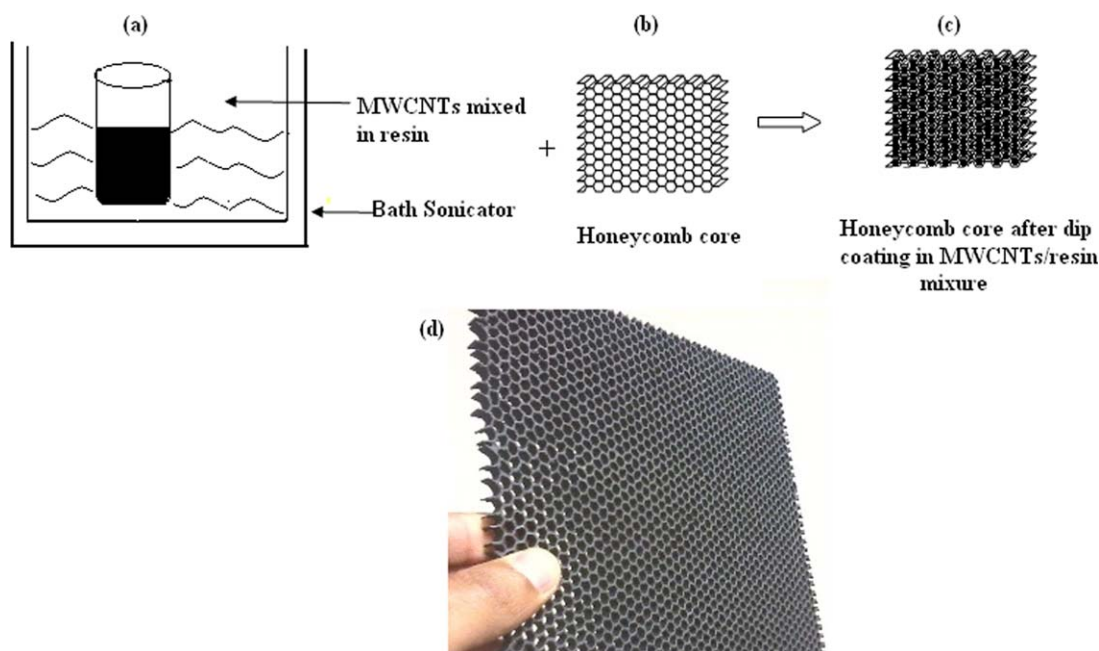 (a)
(b)
(c)
MWCNTs mixed
in resin
+
Bath Sonicator
Honeycomb core
Honeycomb core after dip
coating in MWCNTs/resin
mixure
(d)